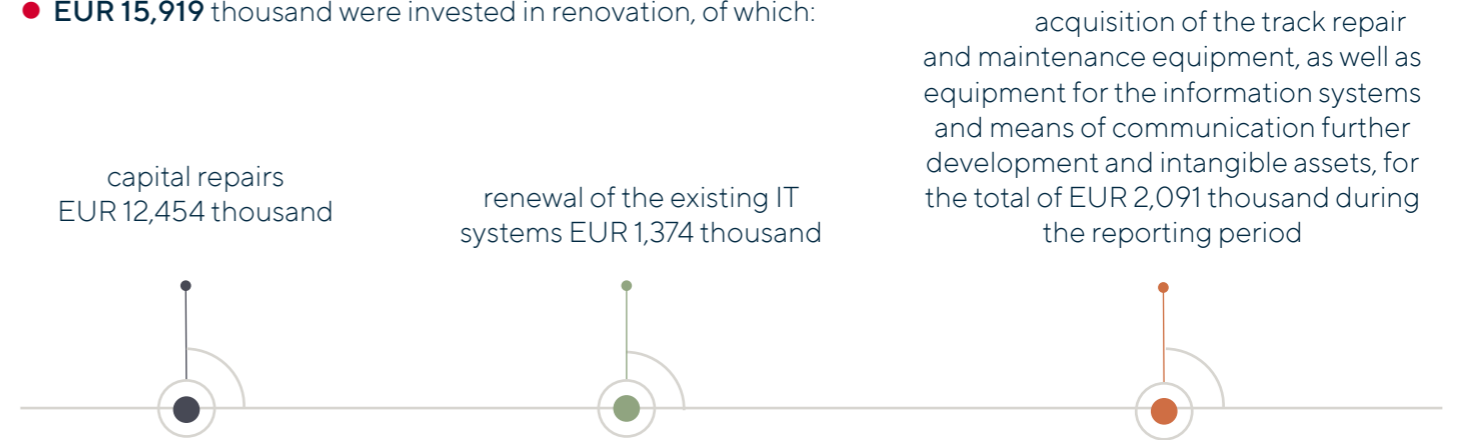 EUR 15,919 thousand were invested in renovation, of which:
capital repairs
EUR 12,454 thousand
renewal of the existing IT
systems EUR 1,374 thousand
acquisition of the track repair
and maintenance equipment, as well as
equipment for the information systems
and means of communication further
development and intangible assets, for
the total of EUR 2,091 thousand during
the reporting period